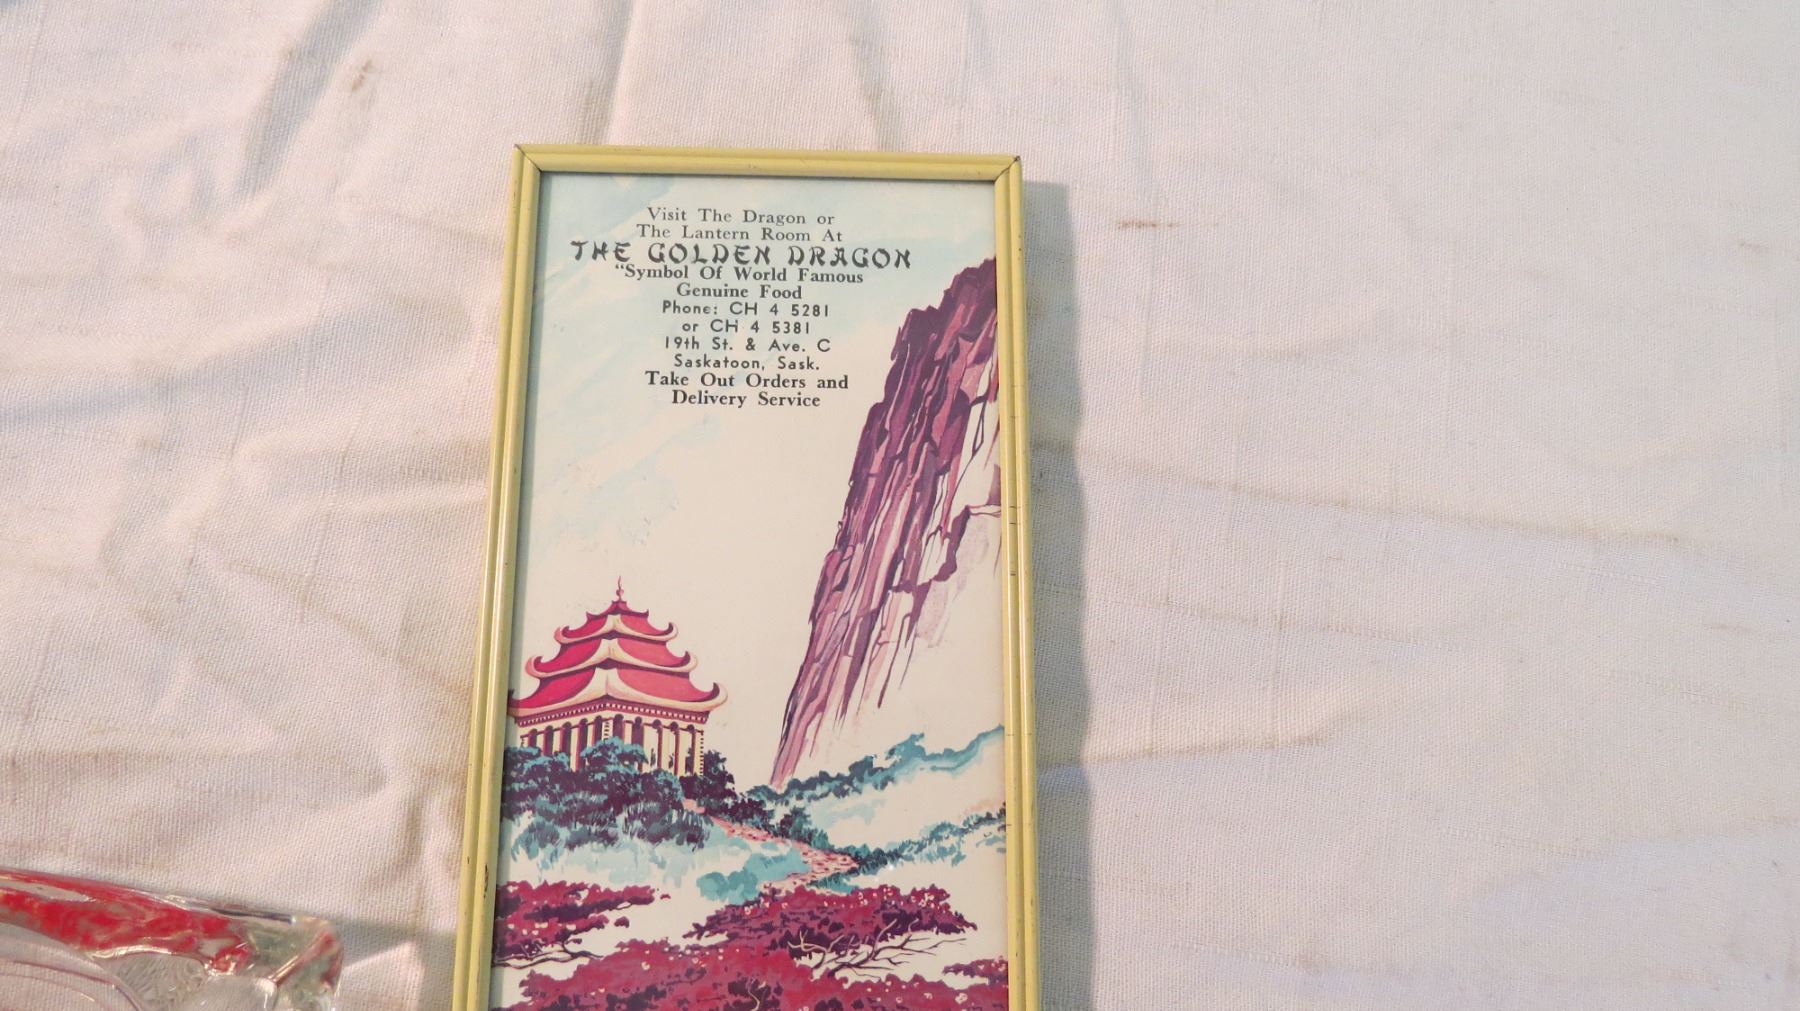 Visit The Dragon or
The Lantern Room At
THE GOLDEN DRAGON
"Symbol Of World Famous
Genuine Food
Phone: CH 4 5281
or CH 4 5381
19th St. & Ave. C
Saskatoon, Sask.
Take Out Orders and
Delivery Service